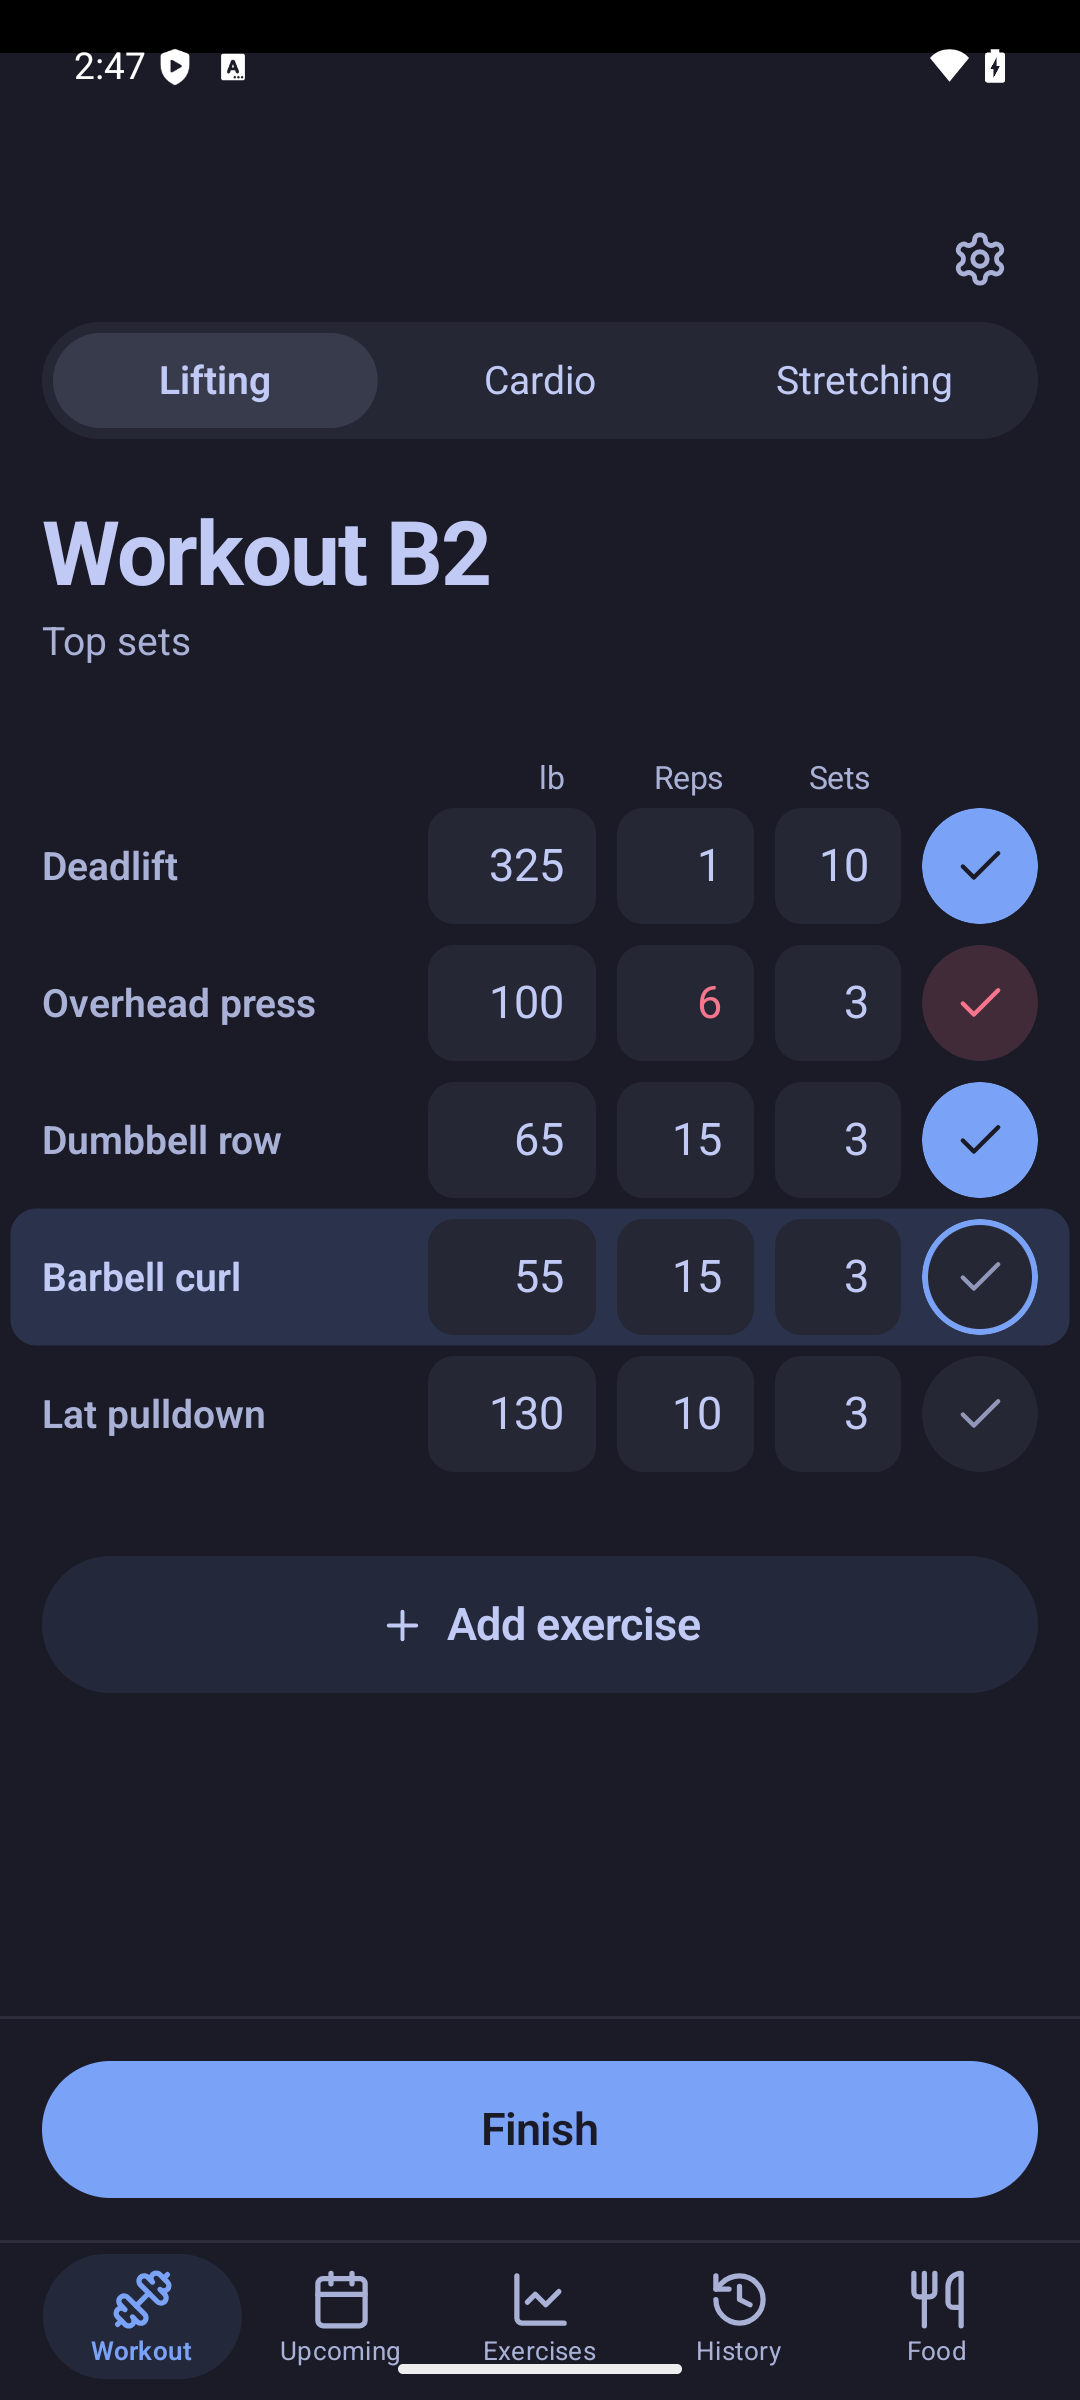 2:47
Lifting Cardio Stretching
Workout B2
Top sets
lb Reps Sets
Deadlift 325 1 10
Overhead press 100 6 3
Dumbbell row 65 15 3
Barbell curl 55 15 3
Lat pulldown 130 10 3
Add exercise
Finish
Workout Upcoming Exercises History Food